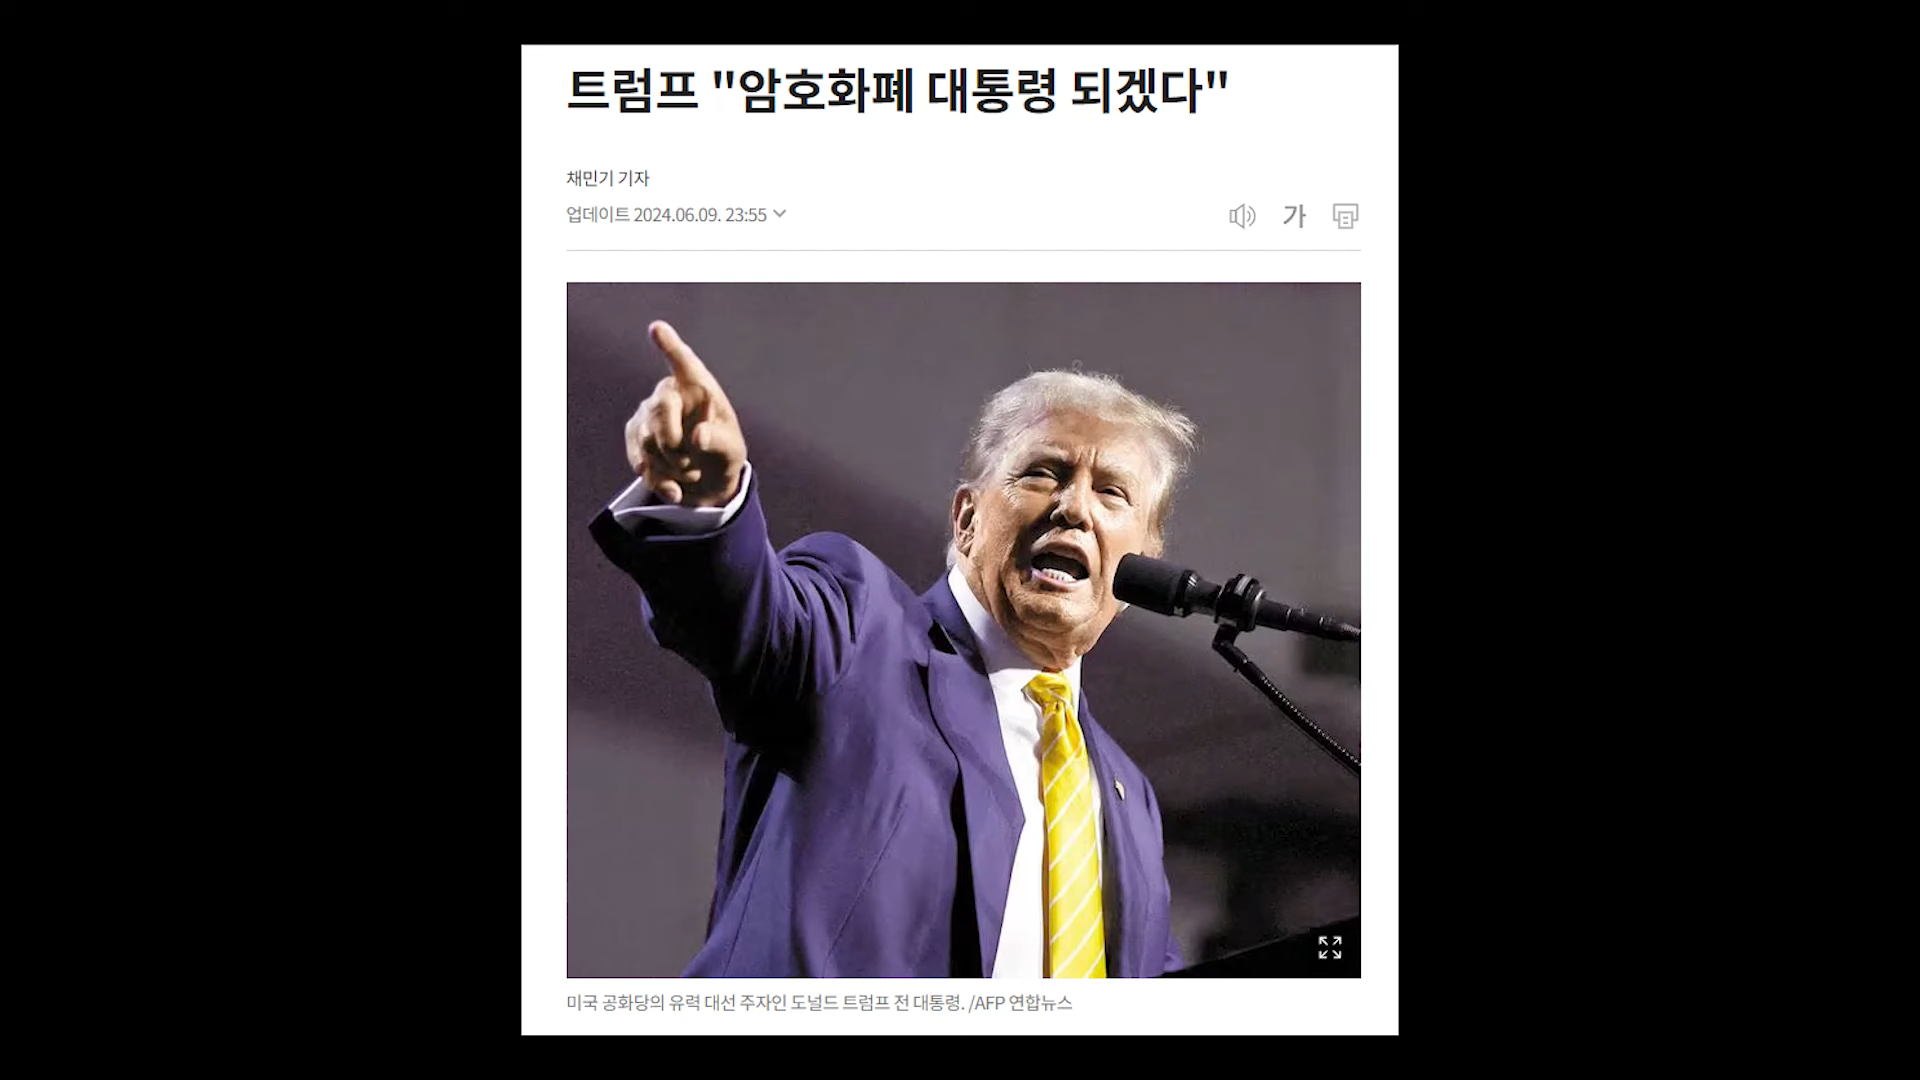 트럼프 "암호화폐 대통령 되겠다"
채민기 기자
업데이트 2024.06.09. 23:55
가
미국 공화당의 유력 대선 주자인 도널드 트럼프 전 대통령. /AFP 연합뉴스